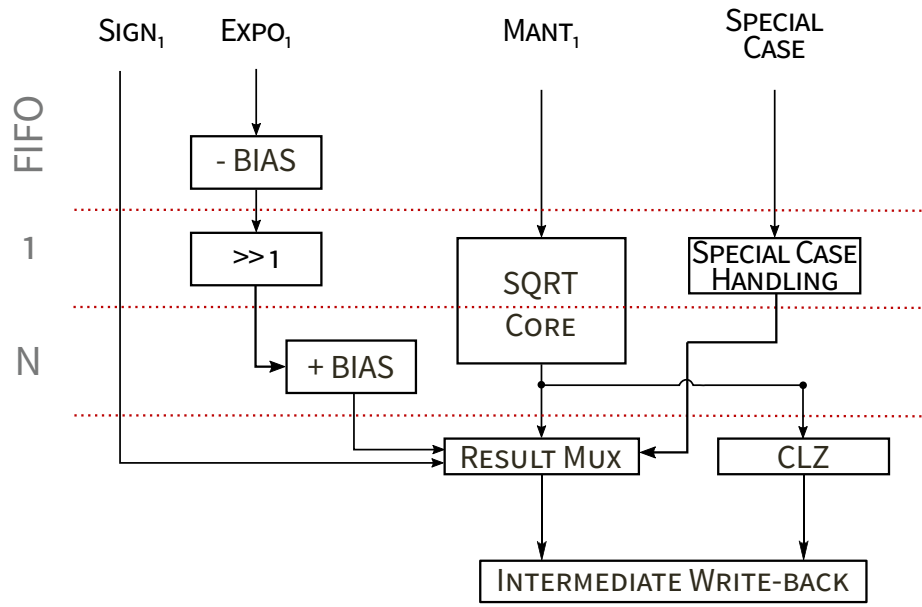 SIGN₁ EXPO₁ MANT₁ SPECIAL CASE
FIFO
- BIAS
1
>>1
SQRT CORE
SPECIAL CASE HANDLING
N
+ BIAS
RESULT MUX
CLZ
INTERMEDIATE WRITE-BACK